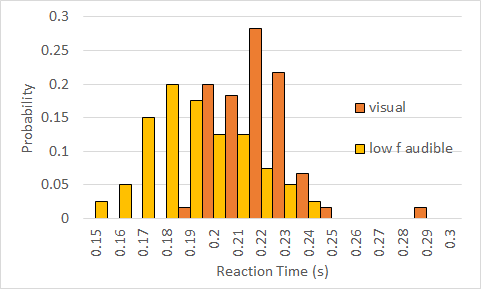 0.3
0.25
0.2
0.15
0.1
0.05
0
Probability
visual
low f audible
0.15 0.16 0.17 0.18 0.19 0.2 0.21 0.22 0.23 0.24 0.25 0.26 0.27 0.28 0.29 0.3
Reaction Time (s)